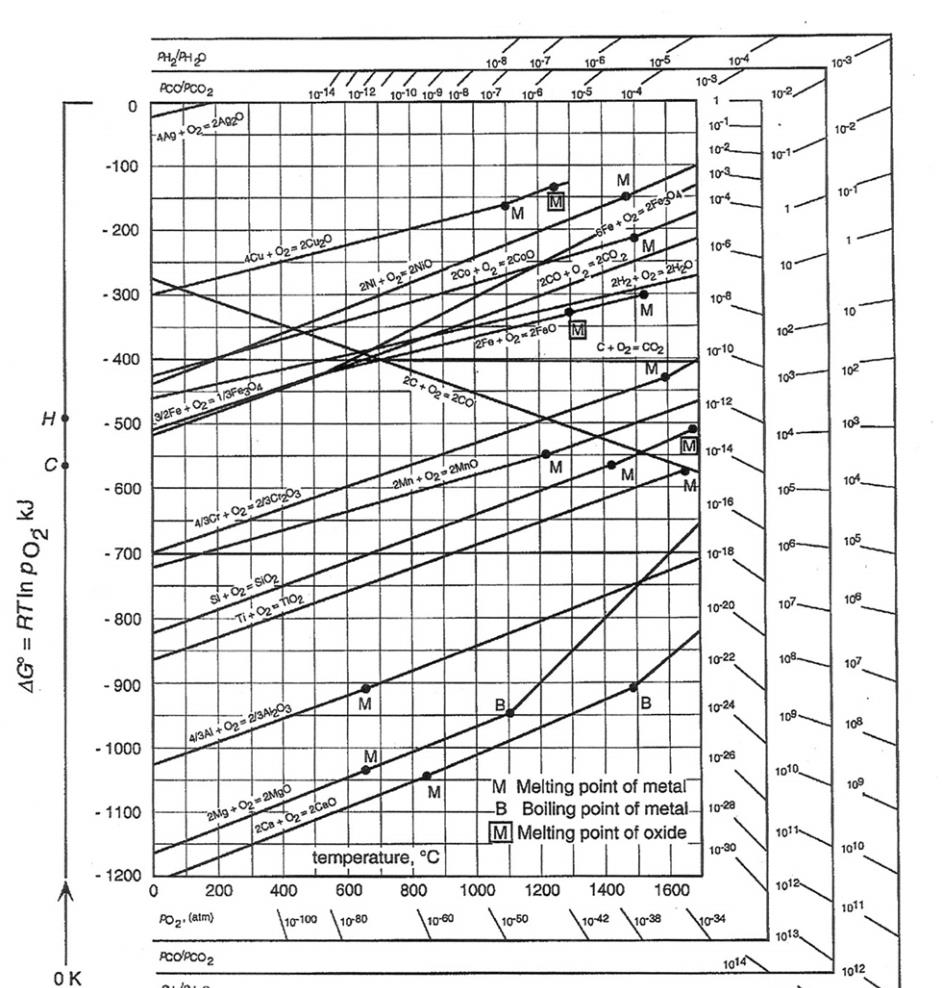 pH₂/pH₂O
10⁻⁸ 10⁻⁷ 10⁻⁶ 10⁻⁵ 10⁻⁴ 10⁻³
pCO/pCO₂
10⁻¹⁴ 10⁻¹² 10⁻¹⁰ 10⁻⁹ 10⁻⁸ 10⁻⁷ 10⁻⁶ 10⁻⁵ 10⁻⁴ 10⁻³ 10⁻²
0
-100
-200
-300
-400
-500
-600
-700
-800
-900
-1000
-1100
-1200
H
C
ΔG° = RT ln pO₂ kJ
0 K
4Ag + O₂ = 2Ag₂O
4Cu + O₂ = 2Cu₂O
M
M
2Ni + O₂ = 2NiO
M
6Fe + O₂ = 2Fe₃O₄
2Co + O₂ = 2CoO
M
2CO + O₂ = 2CO₂
2H₂ + O₂ = 2H₂O
M
2Fe + O₂ = 2FeO
M
C + O₂ = CO₂
3/2Fe + O₂ = 1/3Fe₃O₄
2C + O₂ = 2CO
M
4/3Cr + O₂ = 2/3Cr₂O₃
2Mn + O₂ = 2MnO
M
M
Si + O₂ = SiO₂
M
Ti + O₂ = TiO₂
M
4/3Al + O₂ = 2/3Al₂O₃
M
2Mg + O₂ = 2MgO
M
B
2Ca + O₂ = 2CaO
M
B
M Melting point of metal
B Boiling point of metal
M Melting point of oxide
temperature, °C
0 200 400 600 800 1000 1200 1400 1600
pO₂, (atm)
10⁻¹⁰⁰ 10⁻⁸⁰ 10⁻⁶⁰ 10⁻⁵⁰ 10⁻⁴² 10⁻³⁸ 10⁻³⁴
1
10⁻¹
10⁻²
10⁻³
10⁻⁴
10⁻⁶
10⁻⁸
10⁻¹⁰
10⁻¹²
10⁻¹⁴
10⁻¹⁶
10⁻¹⁸
10⁻²⁰
10⁻²²
10⁻²⁴
10⁻²⁶
10⁻²⁸
10⁻³⁰
10⁻¹
1
10
10²
10³
10⁴
10⁵
10⁶
10⁷
10⁸
10⁹
10¹⁰
10¹¹
10¹²
10¹³
10⁻²
10⁻¹
1
10
10²
10³
10⁴
10⁵
10⁶
10⁷
10⁸
10⁹
10¹⁰
10¹¹
10¹²
pCO/pCO₂
10¹⁴